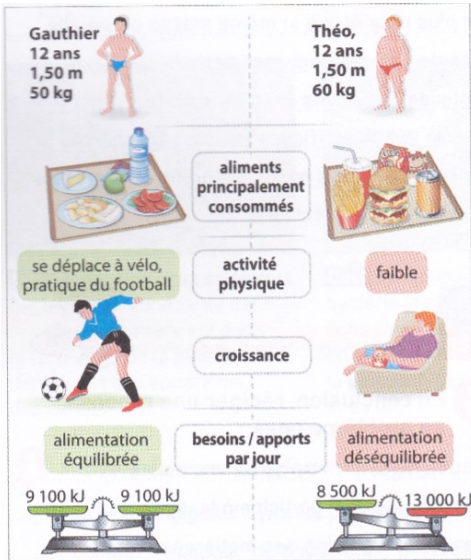 Gauthier
12 ans
1,50 m
50 kg
Théo,
12 ans
1,50 m
60 kg
aliments
principalement
consommés
se déplace à vélo,
pratique du football
activité
physique
faible
croissance
alimentation
équilibrée
besoins / apports
par jour
alimentation
déséquilibrée
9 100 kJ
9 100 kJ
8 500 kJ
13 000 kJ